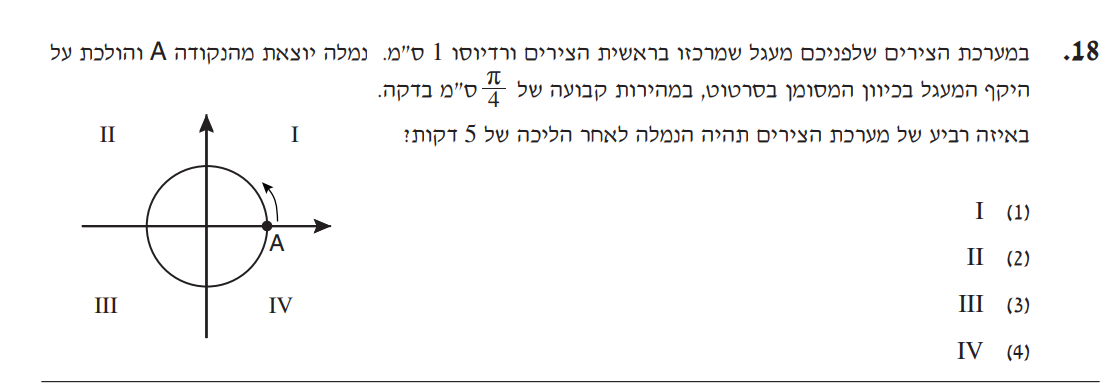 18. במערכת הצירים שלפניכם מעגל שמרכזו בראשית הצירים ורדיוסו 1 ס"מ. נמלה יוצאת מהנקודה A והולכת על
היקף המעגל בכיוון המסומן בסרטוט, במהירות קבועה של π/4 ס"מ בדקה.
באיזה רביע של מערכת הצירים תהיה הנמלה לאחר הליכה של 5 דקות?
II I
A
III IV
(1) I
(2) II
(3) III
(4) IV